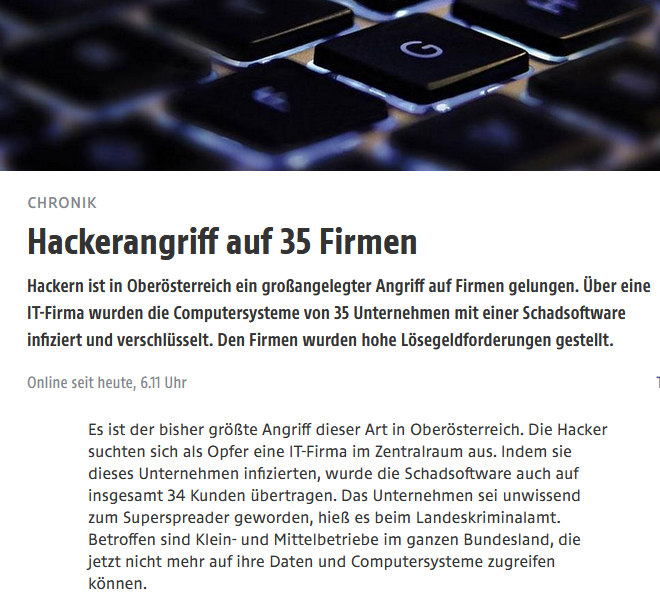 G
CHRONIK
Hackerangriff auf 35 Firmen
Hackern ist in Oberösterreich ein großangelegter Angriff auf Firmen gelungen. Über eine
IT-Firma wurden die Computersysteme von 35 Unternehmen mit einer Schadsoftware
infiziert und verschlüsselt. Den Firmen wurden hohe Lösegeldforderungen gestellt.
Online seit heute, 6.11 Uhr
Es ist der bisher größte Angriff dieser Art in Oberösterreich. Die Hacker
suchten sich als Opfer eine IT-Firma im Zentralraum aus. Indem sie
dieses Unternehmen infizierten, wurde die Schadsoftware auch auf
insgesamt 34 Kunden übertragen. Das Unternehmen sei unwissend
zum Superspreader geworden, hieß es beim Landeskriminalamt.
Betroffen sind Klein- und Mittelbetriebe im ganzen Bundesland, die
jetzt nicht mehr auf ihre Daten und Computersysteme zugreifen
können.